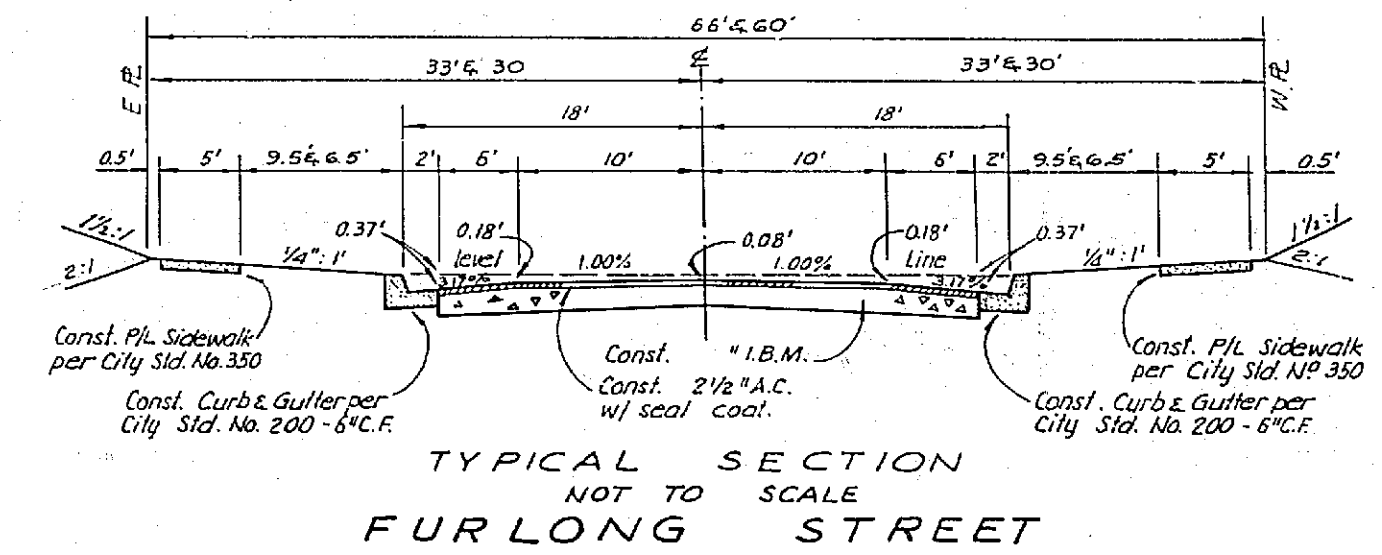 66' & 60'
33' & 30
℄
33' & 30'
E ⅊
W. ⅊
18'
18'
0.5'
5'
9.5' & 6.5'
2'
6'
10'
10'
6'
2'
9.5' & 6.5'
5'
0.5'
1½:1
2:1
0.37'
0.18'
0.08'
0.18'
0.37'
1½:1
2:1
¼":1'
level
1.00%
1.00%
Line
¼":1'
3.17%
3.17%
Const. P/L Sidewalk
per City Std. No. 350
Const. Curb & Gutter per
City Std. No. 200 - 6"C.F.
Const. " I.B.M.
Const. 2½" A.C.
w/ seal coat.
Const. P/L Sidewalk
per City Std. Nº 350
Const. Curb & Gutter per
City Std. No. 200 - 6"C.F.
TYPICAL SECTION
NOT TO SCALE
FURLONG STREET